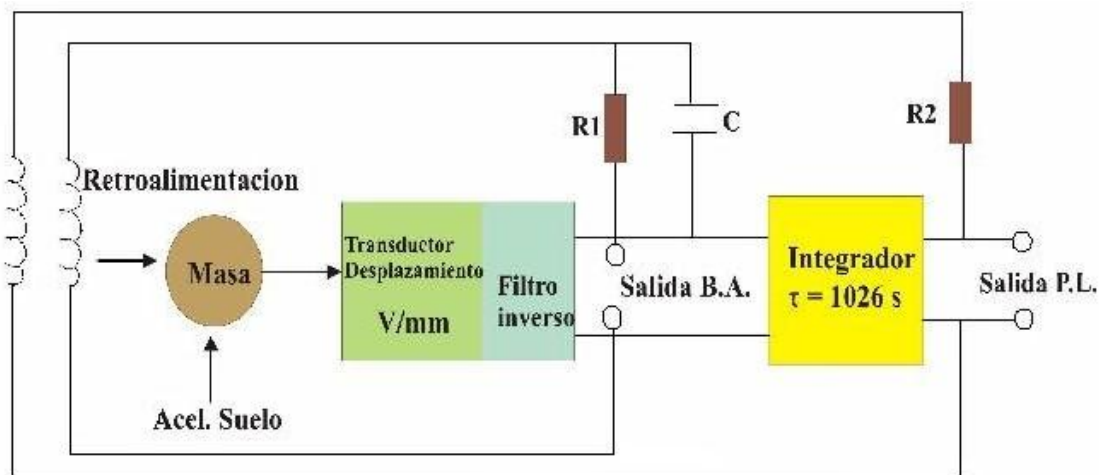 R1
C
R2
Retroalimentacion
Masa
Transductor
Desplazamiento
V/mm
Filtro
inverso
Salida B.A.
Integrador
τ = 1026 s
Salida P.L.
Acel. Suelo